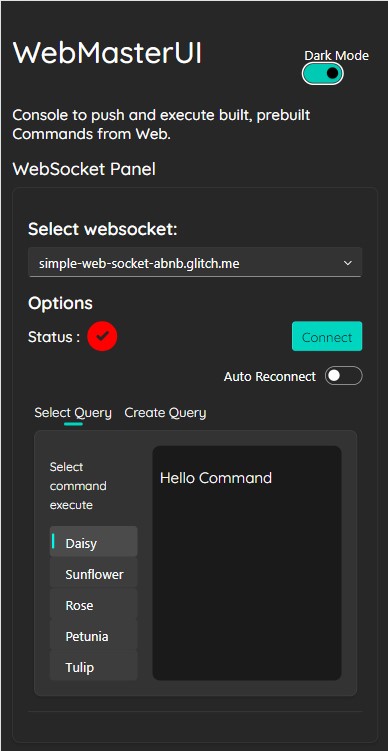 WebMasterUI
Dark Mode
Console to push and execute built, prebuilt
Commands from Web.
WebSocket Panel
Select websocket:
simple-web-socket-abnb.glitch.me
Options
Status :
Connect
Auto Reconnect
Select Query
Create Query
Select
command
execute
Hello Command
Daisy
Sunflower
Rose
Petunia
Tulip